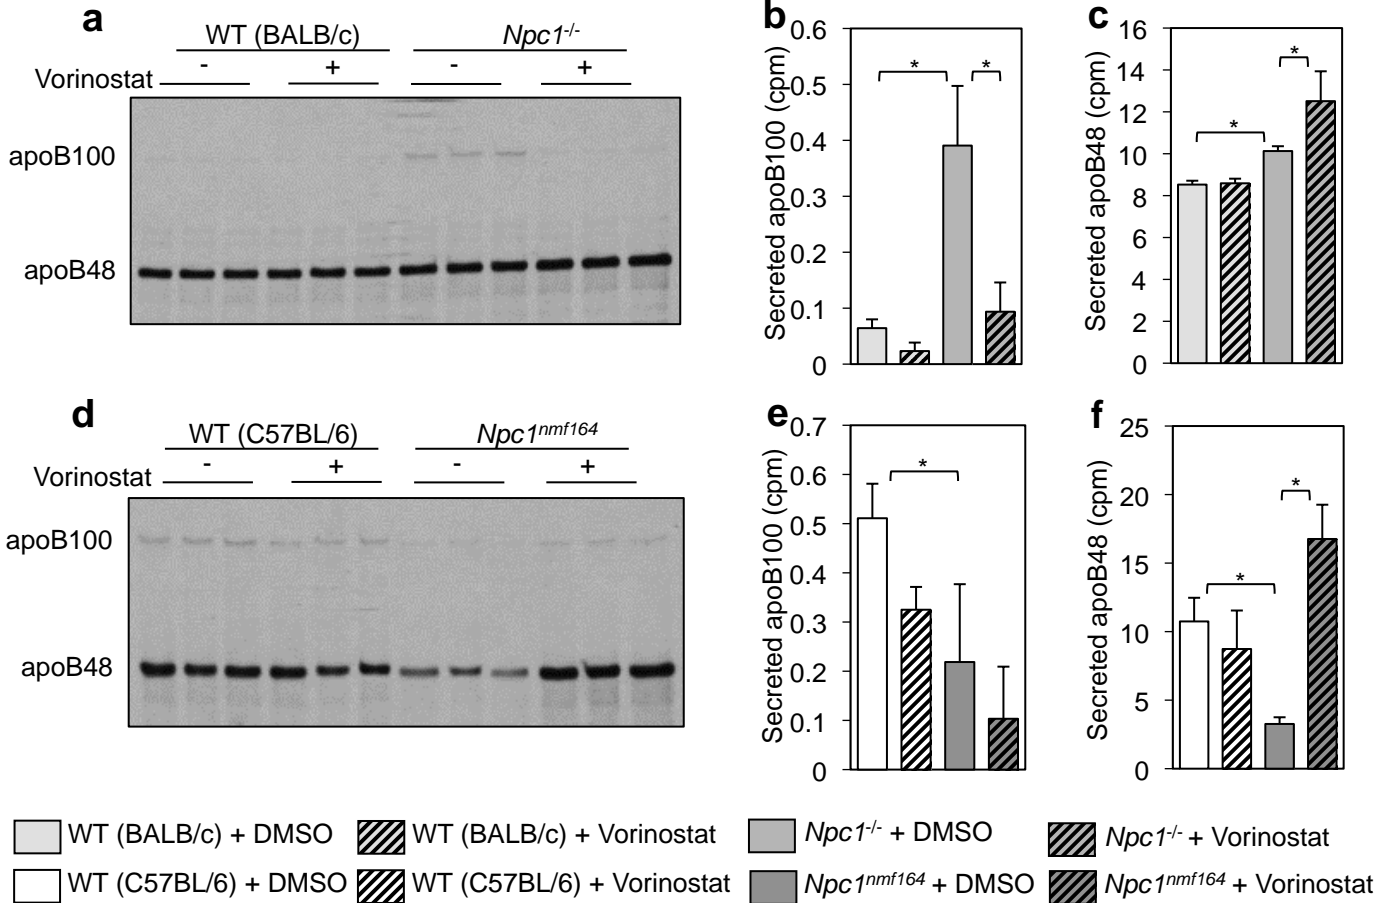 a
WT (BALB/c)
Npc1-/-
Vorinostat - + - +
apoB100
apoB48
b
Secreted apoB100 (cpm)
0.6
0.5
0.4
0.3
0.2
0.1
0
* *
c
Secreted apoB48 (cpm)
16
14
12
10
8
6
4
2
0
* *
d
WT (C57BL/6)
Npc1nmf164
Vorinostat - + - +
apoB100
apoB48
e
Secreted apoB100 (cpm)
0.7
0.6
0.5
0.4
0.3
0.2
0.1
0
*
f
Secreted apoB48 (cpm)
25
20
15
10
5
0
* *
WT (BALB/c) + DMSO
WT (BALB/c) + Vorinostat
Npc1-/- + DMSO
Npc1-/- + Vorinostat
WT (C57BL/6) + DMSO
WT (C57BL/6) + Vorinostat
Npc1nmf164 + DMSO
Npc1nmf164 + Vorinostat